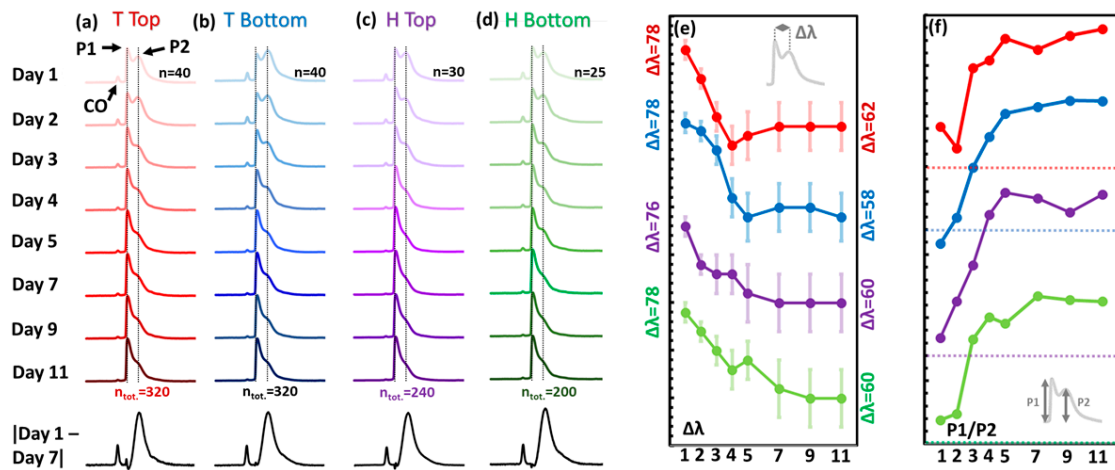 (a) T Top
(b) T Bottom
(c) H Top
(d) H Bottom
P1
P2
CO
Day 1
Day 2
Day 3
Day 4
Day 5
Day 7
Day 9
Day 11
n=40
n=40
n=30
n=25
n_tot.=320
n_tot.=320
n_tot.=240
n_tot.=200
|Day 1 –
Day 7|
(e)
Δλ
Δλ=78
Δλ=78
Δλ=76
Δλ=78
Δλ=62
Δλ=58
Δλ=60
Δλ=60
Δλ
1 2 3 4 5 7 9 11
(f)
P1
P2
P1/P2
1 2 3 4 5 7 9 11